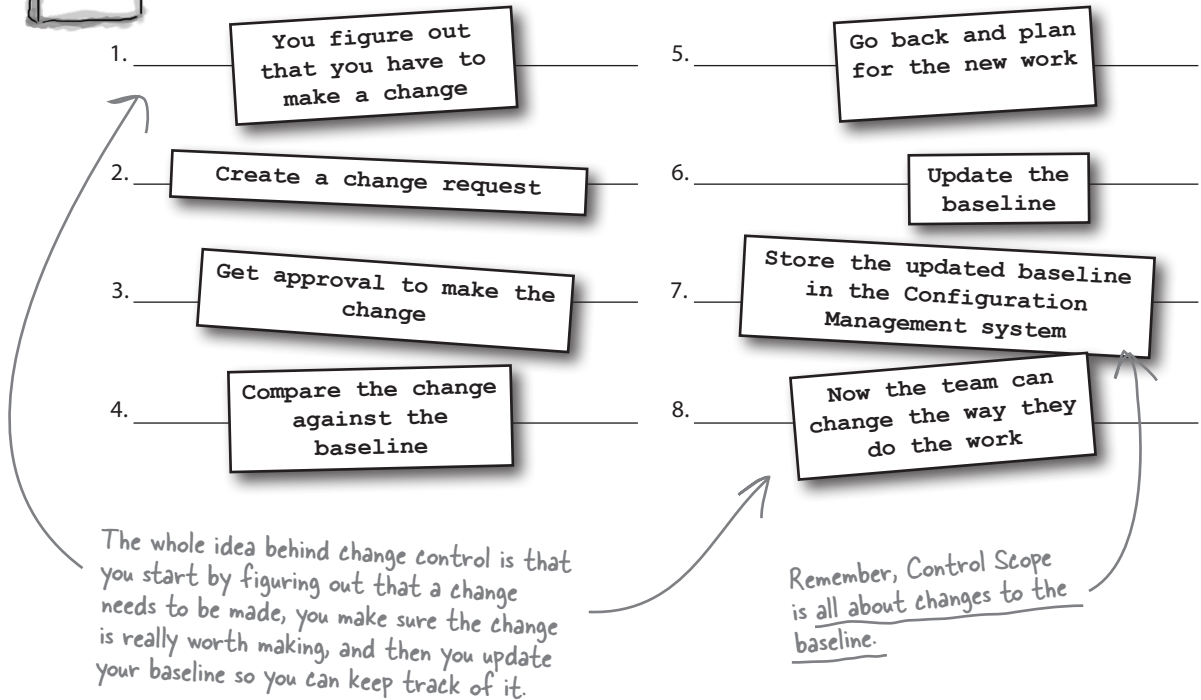 1.
You figure out
that you have to
make a change
2.
Create a change request
3.
Get approval to make the
change
4.
Compare the change
against the
baseline
5.
Go back and plan
for the new work
6.
Update the
baseline
7.
Store the updated baseline
in the Configuration
Management system
8.
Now the team can
change the way they
do the work
The whole idea behind change control is that
you start by figuring out that a change
needs to be made, you make sure the change
is really worth making, and then you update
your baseline so you can keep track of it.
Remember, Control Scope
is all about changes to the
baseline.